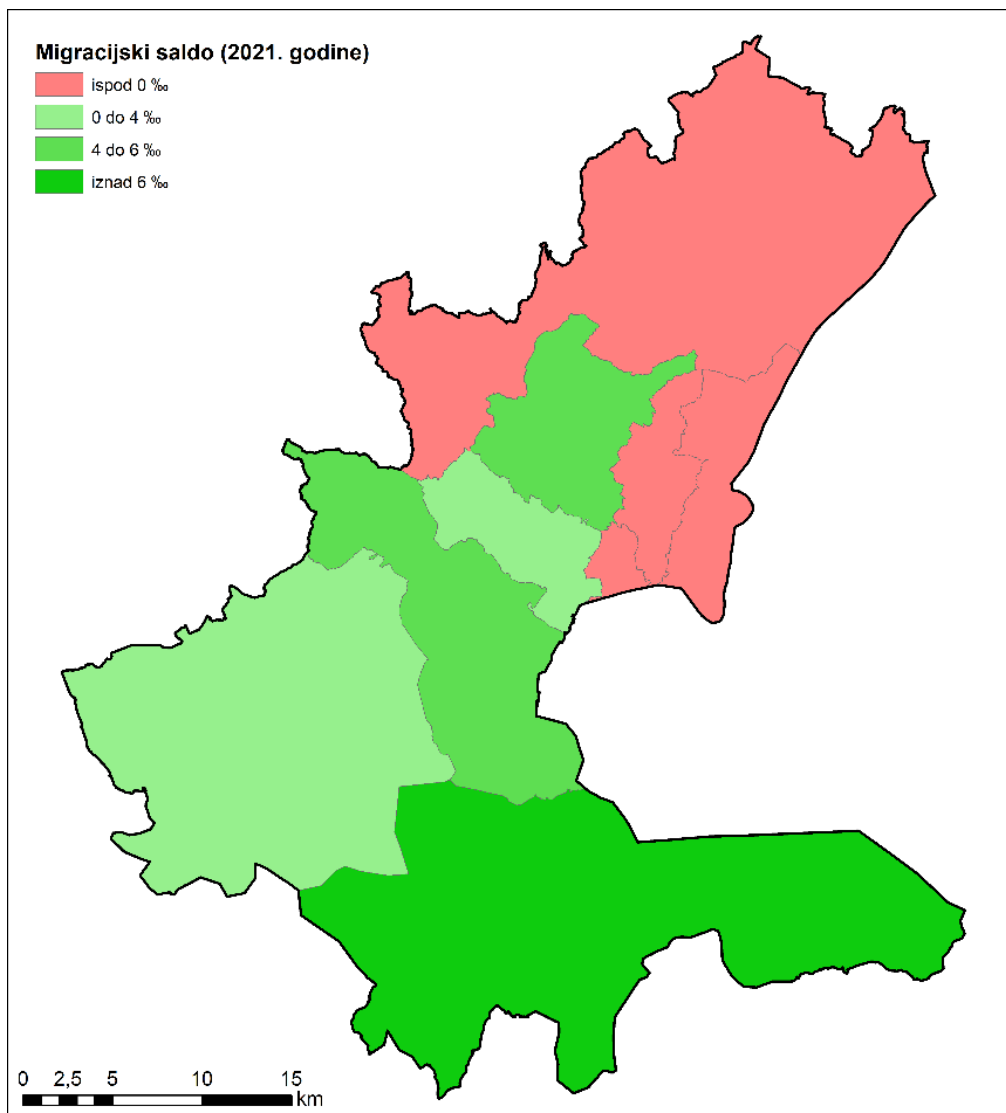 Migracijski saldo (2021. godine)
ispod 0 ‰
0 do 4 ‰
4 do 6 ‰
iznad 6 ‰
0 2,5 5 10 15
km